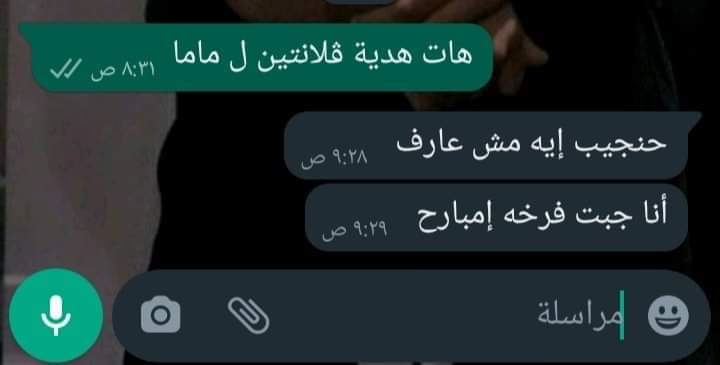 هات هدية ڤلانتين ل ماما
٨:٣١ ص
حنجيب إيه مش عارف
٩:٢٨ ص
أنا جبت فرخه إمبارح
٩:٢٩ ص
مراسلة